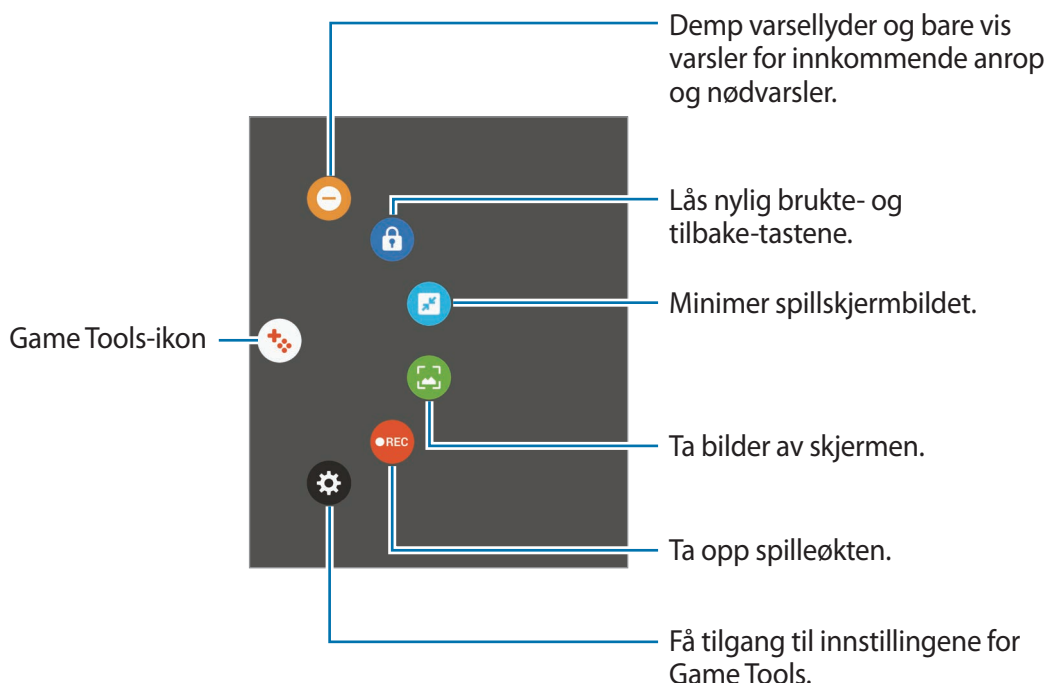 Demp varsellyder og bare vis
varsler for innkommende anrop
og nødvarsler.
Lås nylig brukte- og
tilbake-tastene.
Minimer spillskjermbildet.
Game Tools-ikon
Ta bilder av skjermen.
REC
Ta opp spilleøkten.
Få tilgang til innstillingene for
Game Tools.